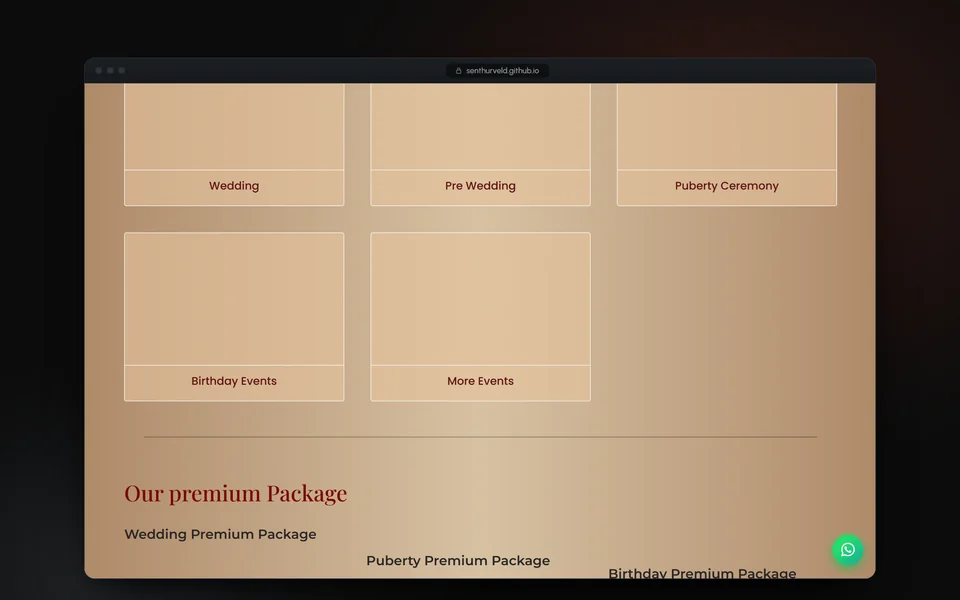 senthurveld.github.io
Wedding
Pre Wedding
Puberty Ceremony
Birthday Events
More Events
Our premium Package
Wedding Premium Package
Puberty Premium Package
Birthday Premium Package